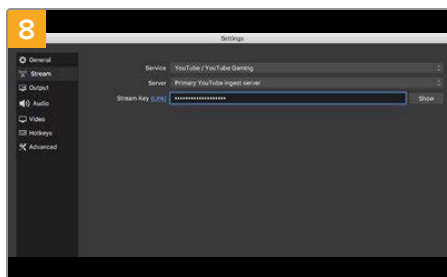 8
Settings
General
Stream
Output
Audio
Video
Hotkeys
Advanced
Service YouTube / YouTube Gaming
Server Primary YouTube ingest server
Stream Key (Link) •••••••••••••••••••• Show